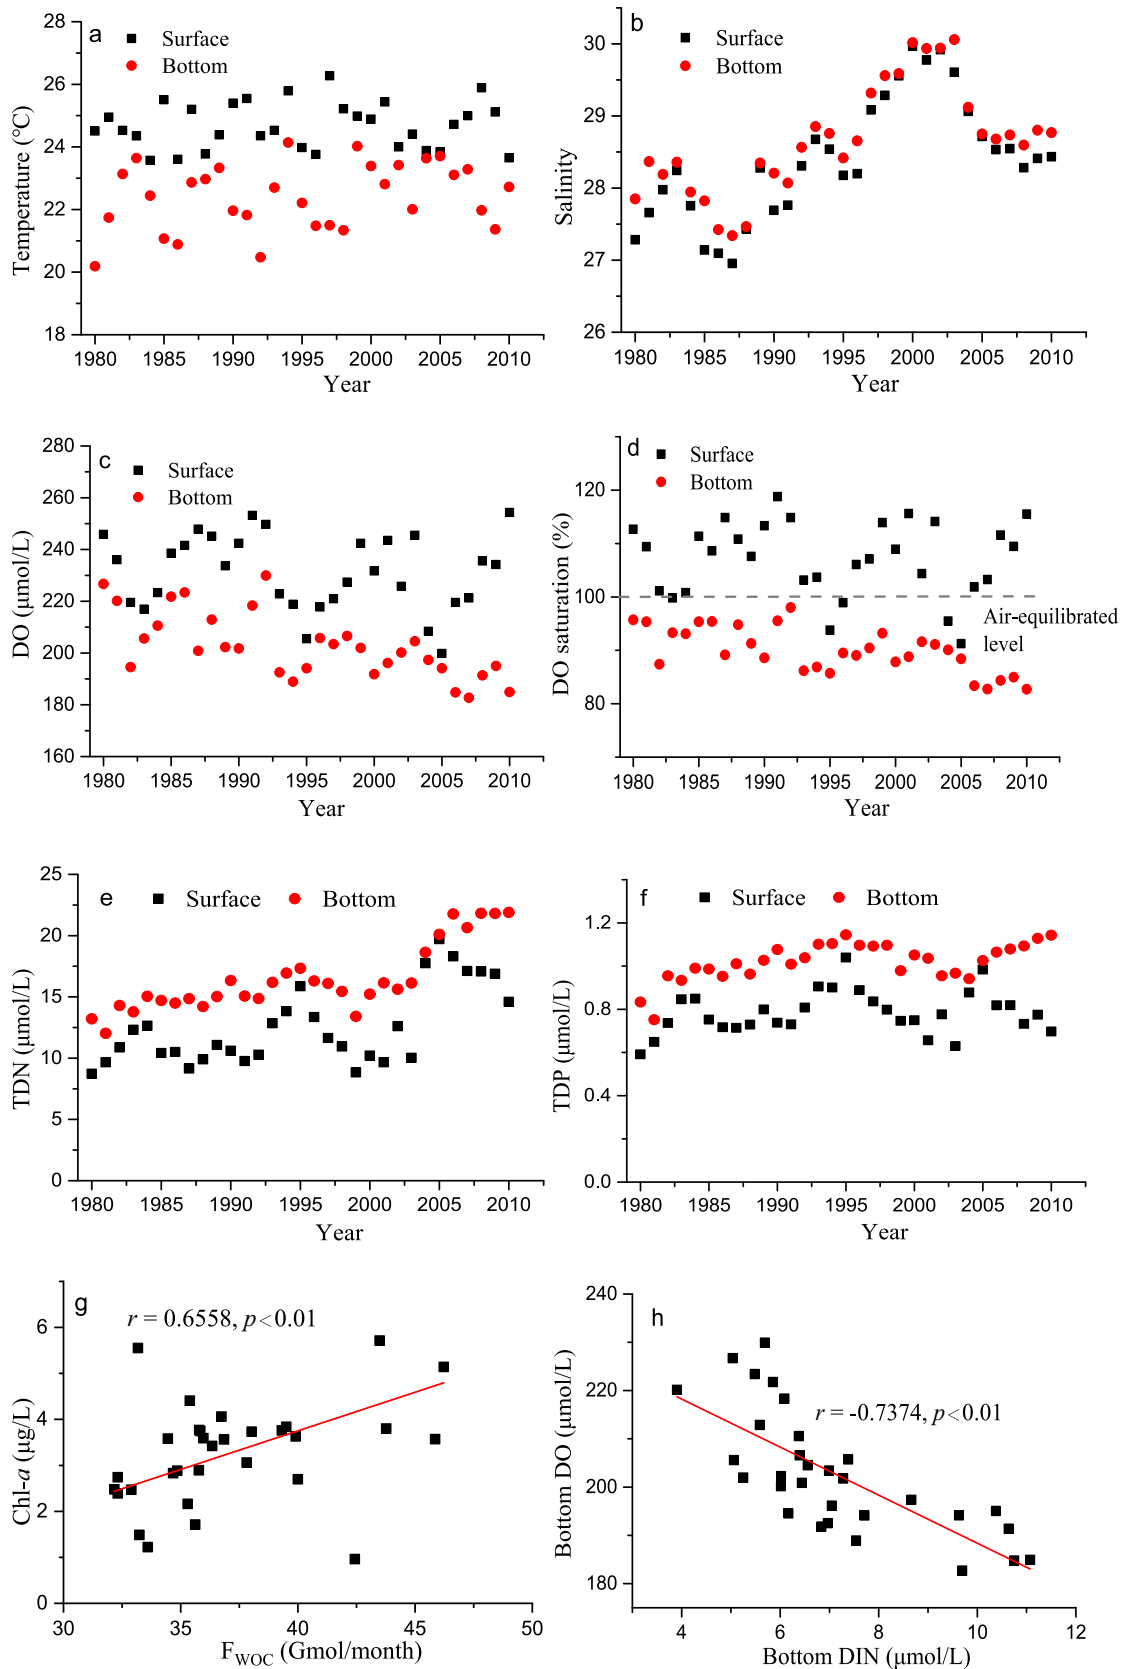 a
Surface
Bottom
Temperature (°C)
28
26
24
22
20
18
1980 1985 1990 1995 2000 2005 2010
Year
b
Surface
Bottom
Salinity
30
29
28
27
26
1980 1985 1990 1995 2000 2005 2010
Year
c
Surface
Bottom
DO (μmol/L)
280
260
240
220
200
180
160
1980 1985 1990 1995 2000 2005 2010
Year
d
Surface
Bottom
DO saturation (%)
120
100
80
Air-equilibrated
level
1980 1985 1990 1995 2000 2005 2010
Year
e Surface Bottom
TDN (μmol/L)
25
20
15
10
5
0
1980 1985 1990 1995 2000 2005 2010
Year
f Surface Bottom
TDP (μmol/L)
1.2
0.8
0.4
0.0
1980 1985 1990 1995 2000 2005 2010
Year
g
r = 0.6558, p<0.01
Chl-a (μg/L)
6
4
2
0
30 35 40 45 50
FWOC (Gmol/month)
h
r = -0.7374, p<0.01
Bottom DO (μmol/L)
240
220
200
180
4 6 8 10 12
Bottom DIN (μmol/L)